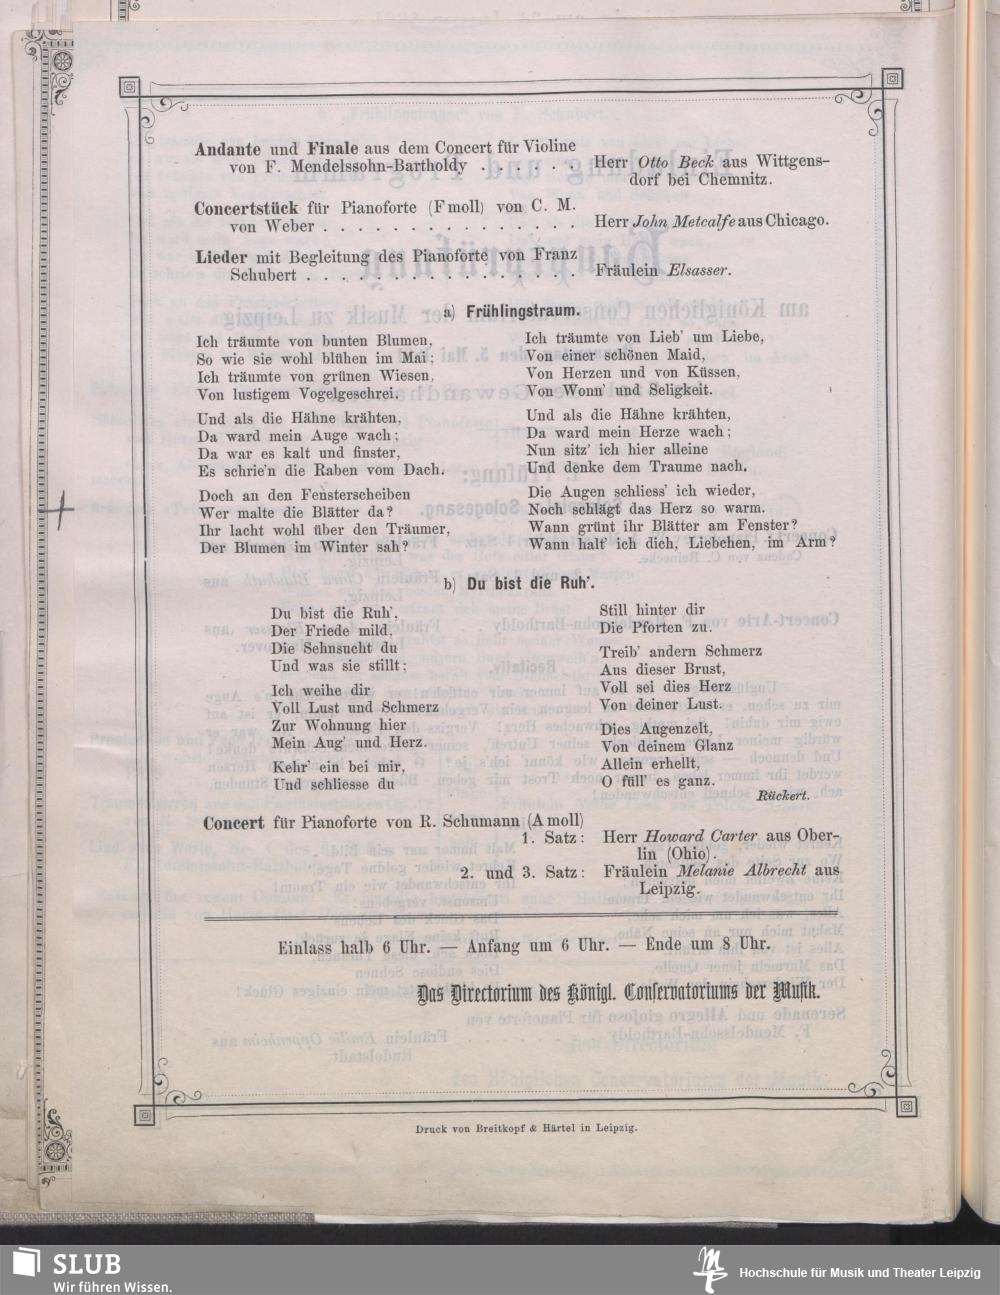 Andante und Finale aus dem Concert für Violine
von F. Mendelssohn-Bartholdy . . . . . . Herr Otto Beck aus Wittgens-
dorf bei Chemnitz.
Concertstück für Pianoforte (F moll) von C. M.
von Weber . . . . . . . . . . . . . . . Herr John Metcalfe aus Chicago.
Lieder mit Begleitung des Pianoforte von Franz
Schubert . . . . . . . . . . . . . . . . . Fräulein Elsasser.
a) Frühlingstraum.
Ich träumte von bunten Blumen,
So wie sie wohl blühen im Mai;
Ich träumte von grünen Wiesen,
Von lustigem Vogelgeschrei.
Und als die Hähne krähten,
Da ward mein Auge wach;
Da war es kalt und finster,
Es schrie'n die Raben vom Dach.
Doch an den Fensterscheiben
Wer malte die Blätter da?
Ihr lacht wohl über den Träumer,
Der Blumen im Winter sah?
Ich träumte von Lieb' um Liebe,
Von einer schönen Maid,
Von Herzen und von Küssen,
Von Wonn' und Seligkeit.
Und als die Hähne krähten,
Da ward mein Herze wach;
Nun sitz' ich hier alleine
Und denke dem Traume nach.
Die Augen schliess' ich wieder,
Noch schlägt das Herz so warm.
Wann grünt ihr Blätter am Fenster?
Wann halt' ich dich, Liebchen, im Arm?
b) Du bist die Ruh'.
Du bist die Ruh',
Der Friede mild,
Die Sehnsucht du
Und was sie stillt;
Ich weihe dir
Voll Lust und Schmerz
Zur Wohnung hier
Mein Aug' und Herz.
Kehr' ein bei mir,
Und schliesse du
Still hinter dir
Die Pforten zu.
Treib' andern Schmerz
Aus dieser Brust,
Voll sei dies Herz
Von deiner Lust.
Dies Augenzelt,
Von deinem Glanz
Allein erhellt,
O füll' es ganz.
Rückert.
Concert für Pianoforte von R. Schumann (A moll)
1. Satz: Herr Howard Carter aus Ober-
lin (Ohio).
2. und 3. Satz: Fräulein Melanie Albrecht aus
Leipzig.
Einlass halb 6 Uhr. — Anfang um 6 Uhr. — Ende um 8 Uhr.
Das Directorium des Königl. Conservatoriums der Musik.
Druck von Breitkopf & Härtel in Leipzig.
SLUB
Wir führen Wissen.
Hochschule für Musik und Theater Leipzig